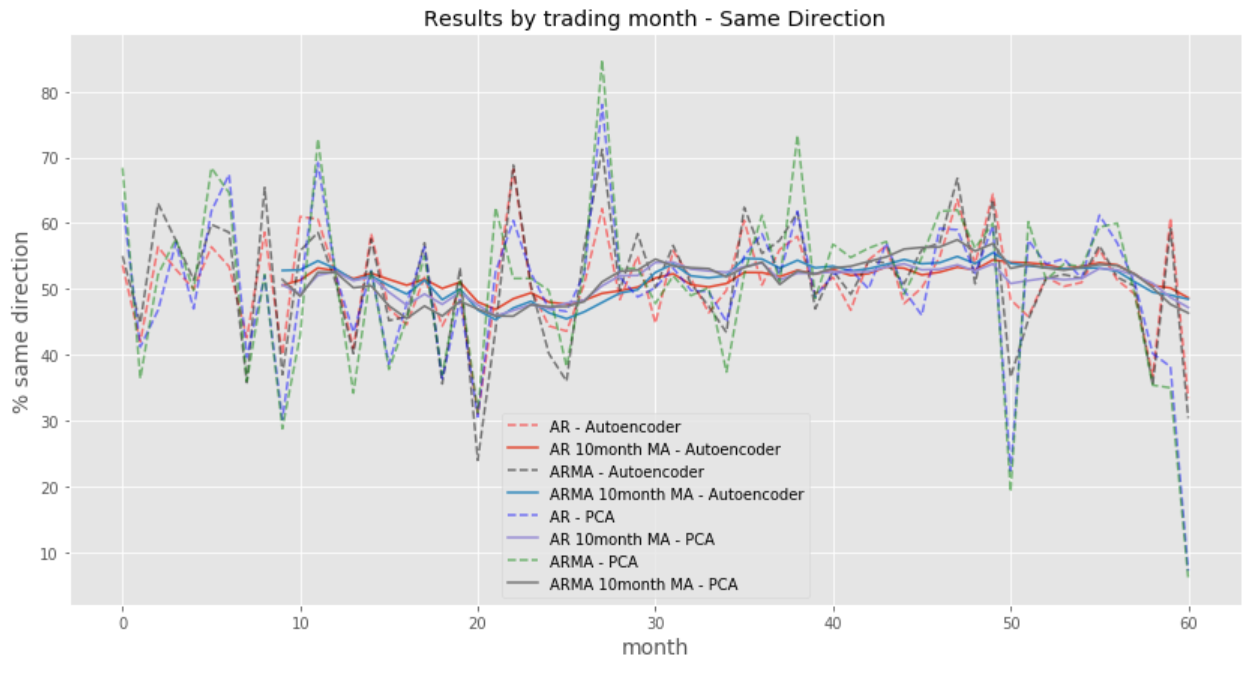 Results by trading month - Same Direction
% same direction
80
70
60
50
40
30
20
10
AR - Autoencoder
AR 10month MA - Autoencoder
ARMA - Autoencoder
ARMA 10month MA - Autoencoder
AR - PCA
AR 10month MA - PCA
ARMA - PCA
ARMA 10month MA - PCA
0 10 20 30 40 50 60
month